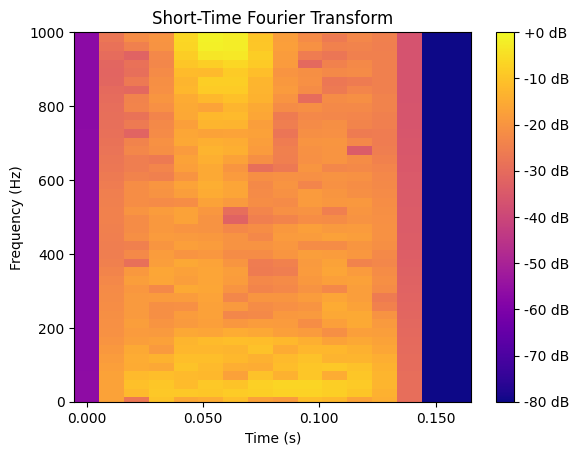 Short-Time Fourier Transform
1000
800
600
400
200
0
Frequency (Hz)
0.000
0.050
0.100
0.150
Time (s)
+0 dB
-10 dB
-20 dB
-30 dB
-40 dB
-50 dB
-60 dB
-70 dB
-80 dB